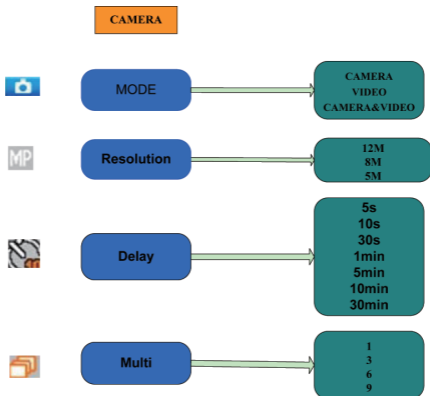 CAMERA
MODE
CAMERA
VIDEO
CAMERA&VIDEO
MP
Resolution
12M
8M
5M
Delay
5s
10s
30s
1min
5min
10min
30min
Multi
1
3
6
9